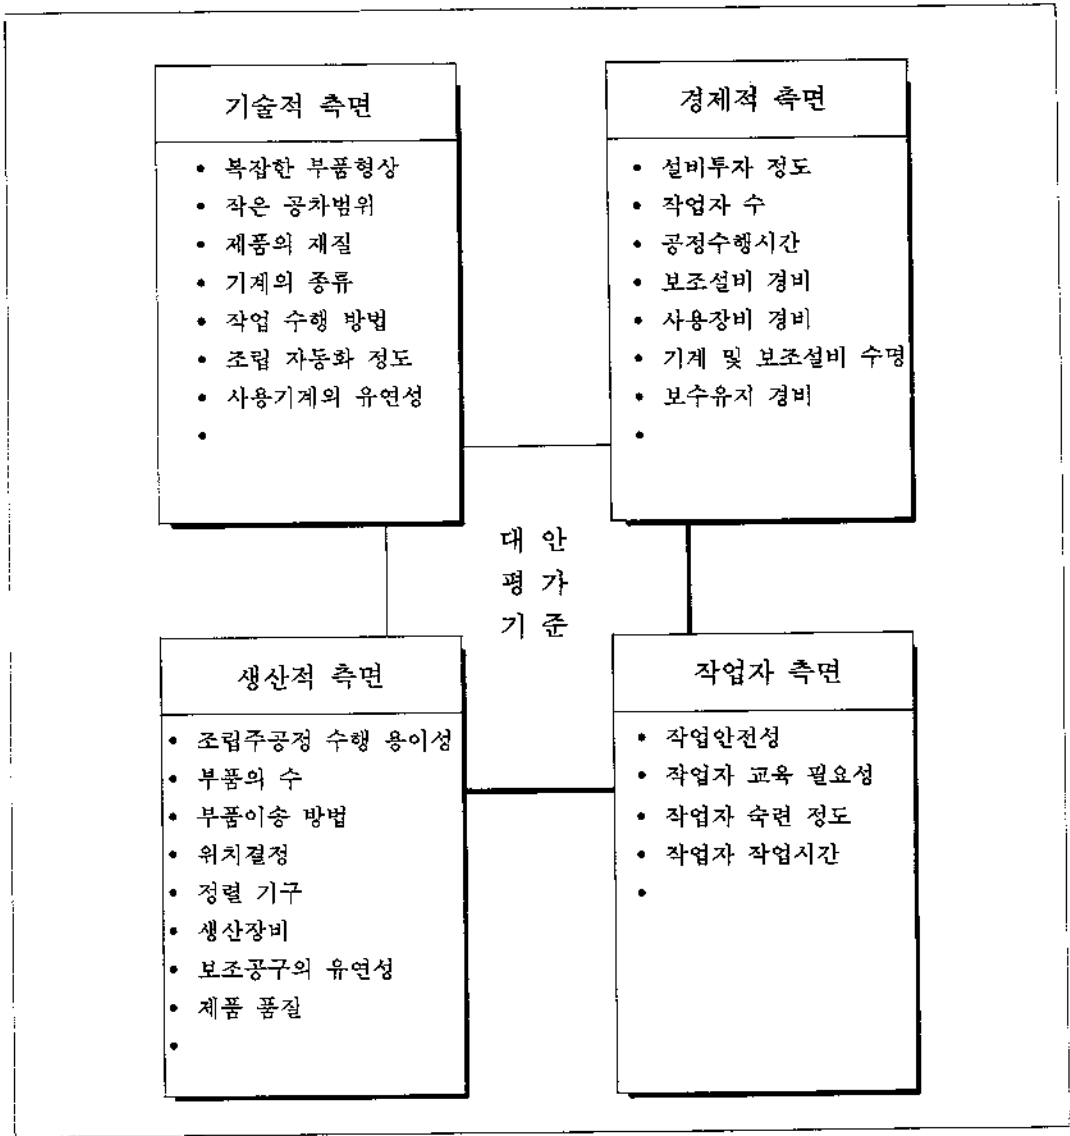 기술적 측면
• 복잡한 부품형상
• 작은 공차범위
• 제품의 재질
• 기계의 종류
• 작업 수행 방법
• 조립 자동화 정도
• 사용기계의 유연성
•
경제적 측면
• 설비투자 정도
• 작업자 수
• 공정수행시간
• 보조설비 경비
• 사용장비 경비
• 기계 및 보조설비 수명
• 보수유지 경비
•
대 안
평 가
기 준
생산적 측면
• 조립주공정 수행 용이성
• 부품의 수
• 부품이송 방법
• 위치결정
• 정렬 기구
• 생산장비
• 보조공구의 유연성
• 제품 품질
•
작업자 측면
• 작업안전성
• 작업자 교육 필요성
• 작업자 숙련 정도
• 작업자 작업시간
•